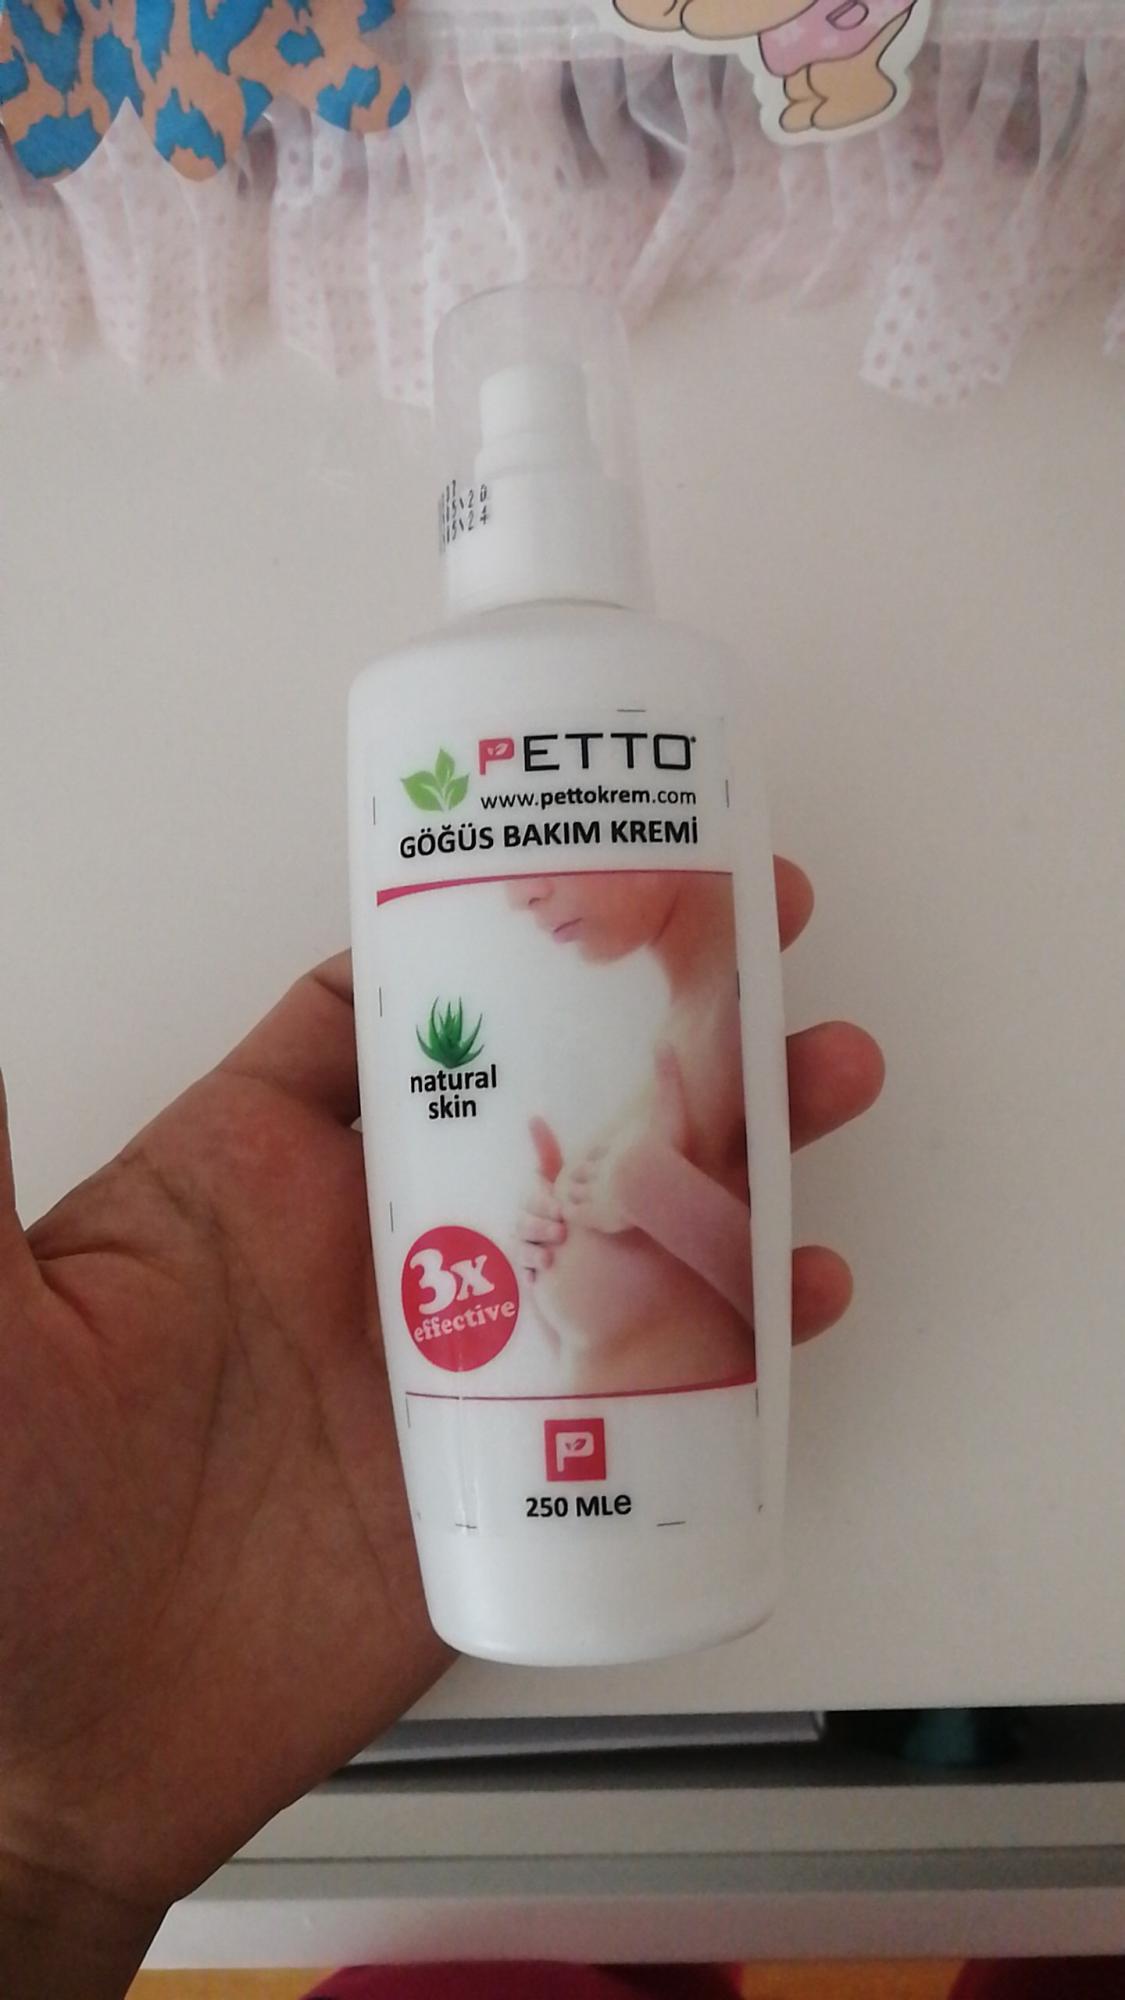 PETTO
www.pettokrem.com
GÖĞÜS BAKIM KREMİ
natural
skin
3x
effective
P
250 MLe